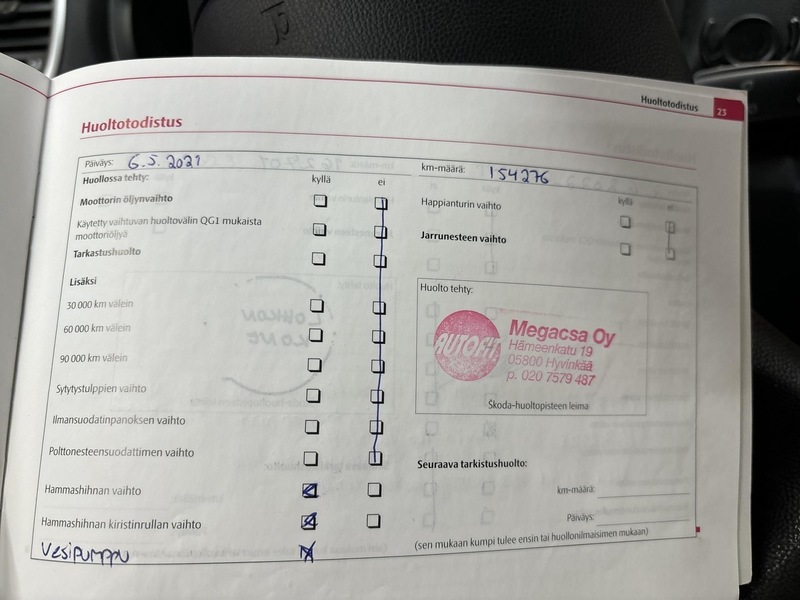 Huoltotodistus 23
Huoltotodistus
Päiväys: 6.5.2021
km-määrä: 154276
Huollossa tehty: kyllä ei
Moottorin öljynvaihto
Käytetty vaihtuvan huoltovälin QG1 mukaista
moottoriöljyä
Tarkastushuolto
Lisäksi
30 000 km välein
60 000 km välein
90 000 km välein
Sytytystulppien vaihto
Ilmansuodatinpanoksen vaihto
Polttonesteensuodattimen vaihto
Hammashihnan vaihto
Hammashihnan kiristinrullan vaihto
Vesipumppu
kyllä ei
Happianturin vaihto
Jarrunesteen vaihto
Huolto tehty:
AUTOFIT
Megacsa Oy
Hämeenkatu 19
05800 Hyvinkää
p. 020 7579 487
Škoda-huoltopisteen leima
Seuraava tarkistushuolto:
km-määrä:
Päiväys:
(sen mukaan kumpi tulee ensin tai huollonilmaisimen mukaan)